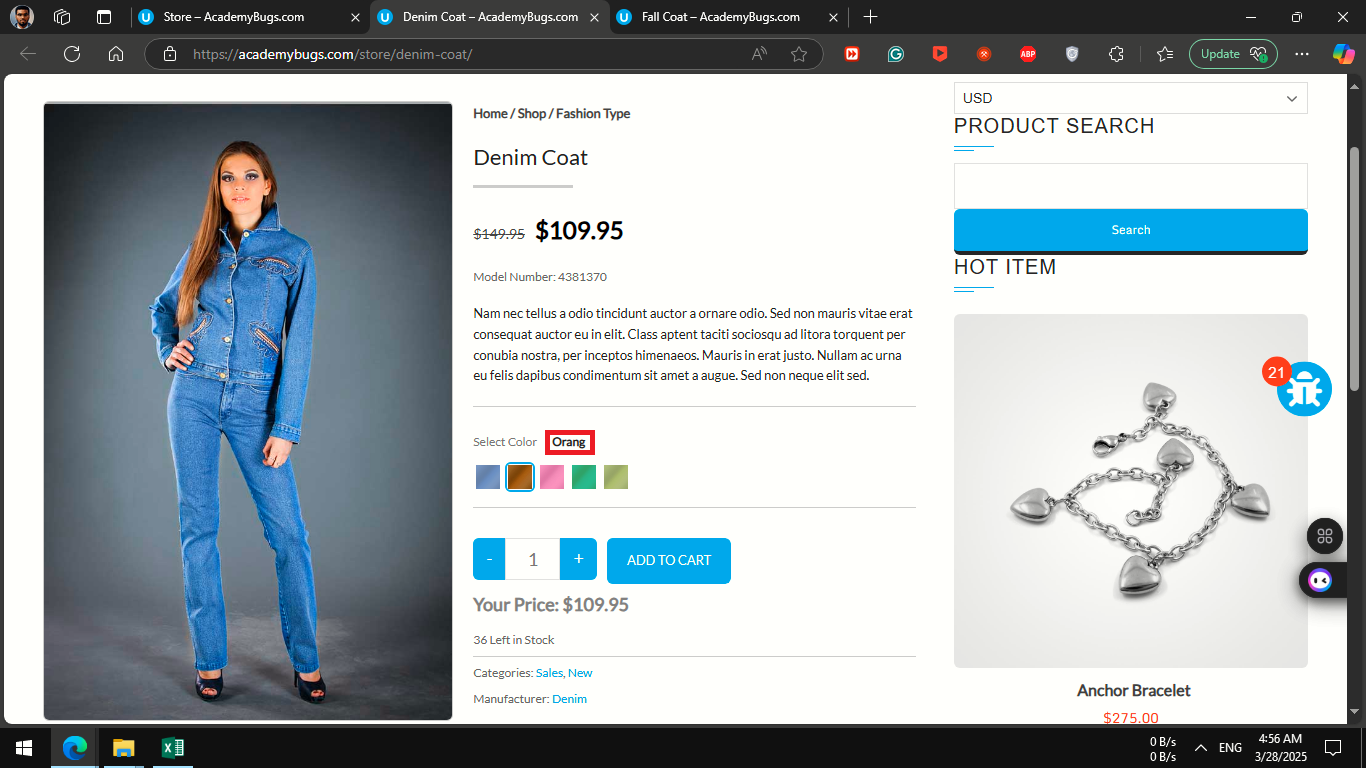 Store – AcademyBugs.com
Denim Coat – AcademyBugs.com
Fall Coat – AcademyBugs.com
https://academybugs.com/store/denim-coat/
ABP
Update
Home / Shop / Fashion Type
Denim Coat
$149.95 $109.95
Model Number: 4381370
Nam nec tellus a odio tincidunt auctor a ornare odio. Sed non mauris vitae erat
consequat auctor eu in elit. Class aptent taciti sociosqu ad litora torquent per
conubia nostra, per inceptos himenaeos. Mauris in erat justo. Nullam ac urna
eu felis dapibus condimentum sit amet a augue. Sed non neque elit sed.
Select Color Orang
- 1 + ADD TO CART
Your Price: $109.95
36 Left in Stock
Categories: Sales, New
Manufacturer: Denim
USD
PRODUCT SEARCH
Search
HOT ITEM
21
Anchor Bracelet
$275.00
0 B/s
0 B/s
ENG
4:56 AM
3/28/2025